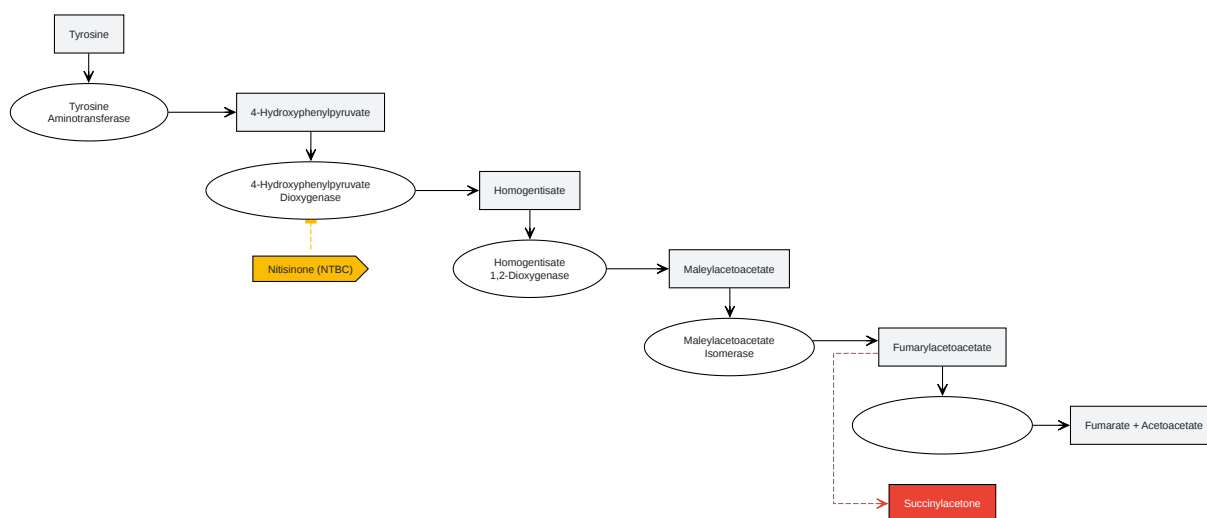 Tyrosine
Tyrosine
Aminotransferase
4-Hydroxyphenylpyruvate
4-Hydroxyphenylpyruvate
Dioxygenase
Homogentisate
Nitisinone (NTBC)
Homogentisate
1,2-Dioxygenase
Maleylacetoacetate
Maleylacetoacetate
Isomerase
Fumarylacetoacetate
Fumarate + Acetoacetate
Succinylacetone